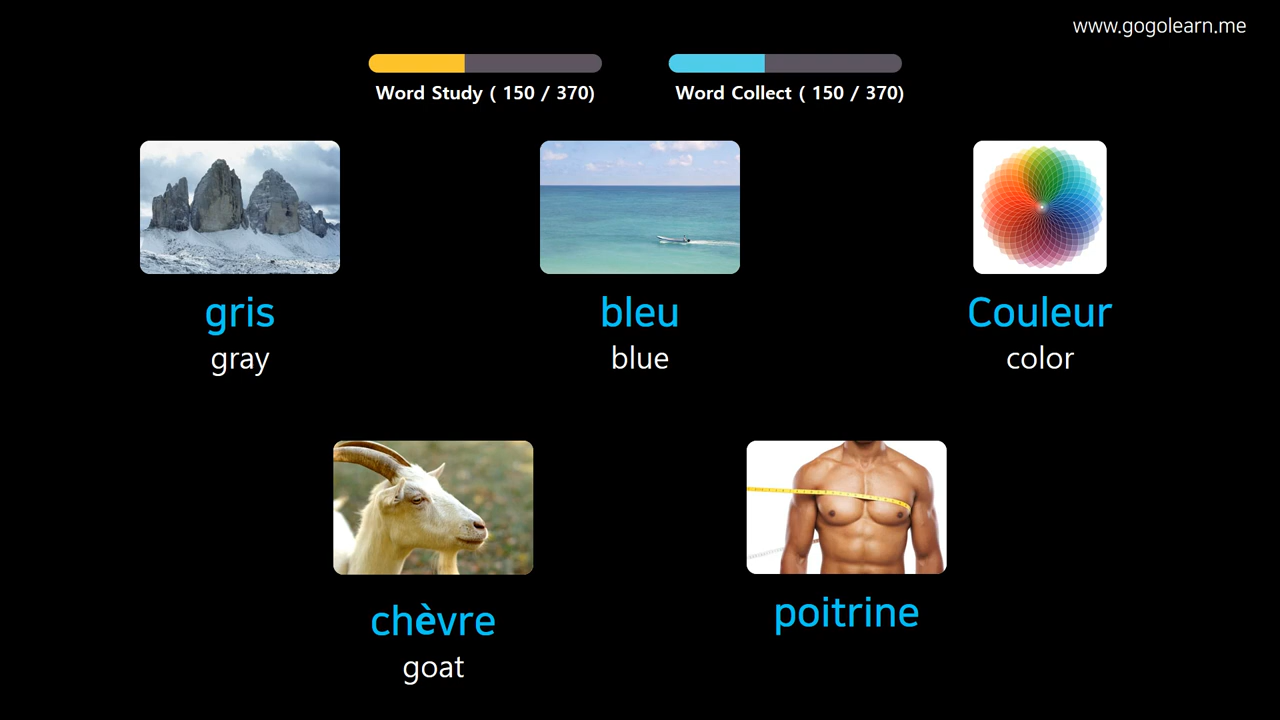 www.gogolearn.me
Word Study ( 150 / 370)
Word Collect ( 150 / 370)
gris
gray
bleu
blue
Couleur
color
chèvre
goat
poitrine